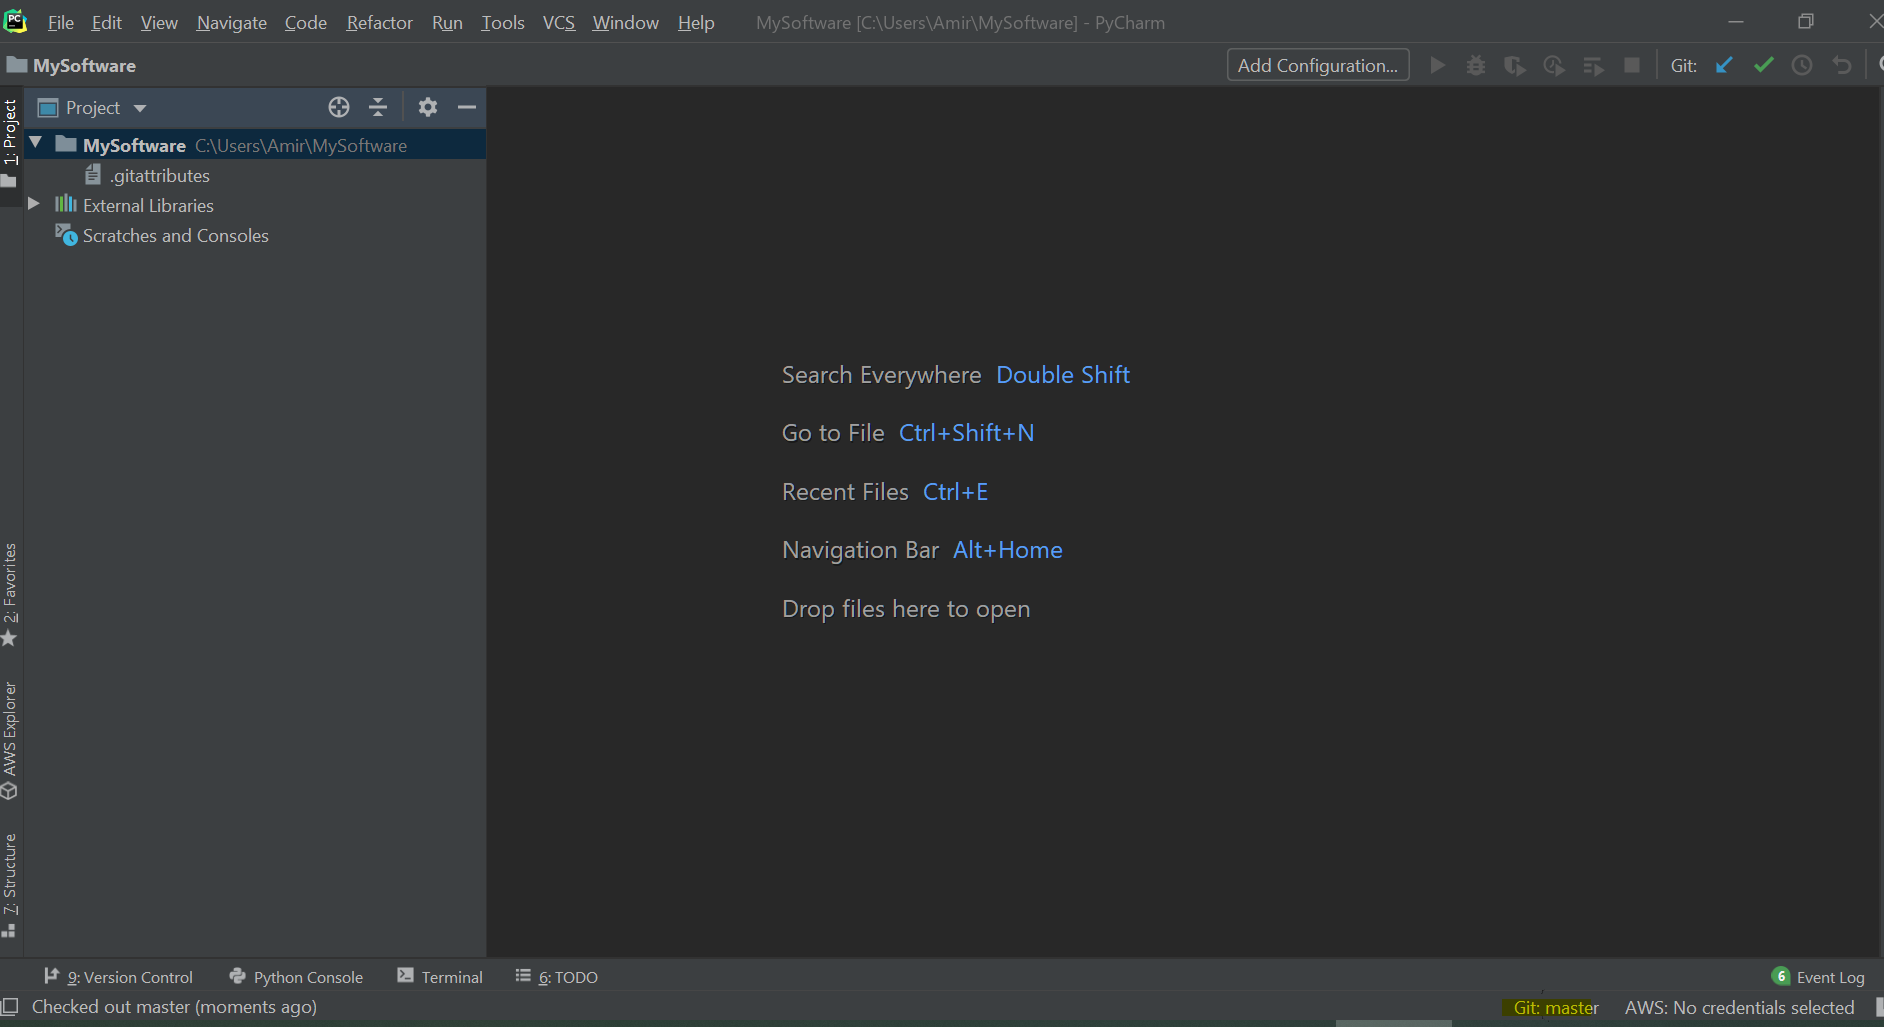 PC File Edit View Navigate Code Refactor Run Tools VCS Window Help MySoftware [C:\Users\Amir\MySoftware] - PyCharm
MySoftware Add Configuration... Git:
Project
MySoftware C:\Users\Amir\MySoftware
.gitattributes
External Libraries
Scratches and Consoles
1: Project
2: Favorites
AWS Explorer
7: Structure
Search Everywhere Double Shift
Go to File Ctrl+Shift+N
Recent Files Ctrl+E
Navigation Bar Alt+Home
Drop files here to open
9: Version Control Python Console Terminal 6: TODO 6 Event Log
Checked out master (moments ago) Git: master AWS: No credentials selected